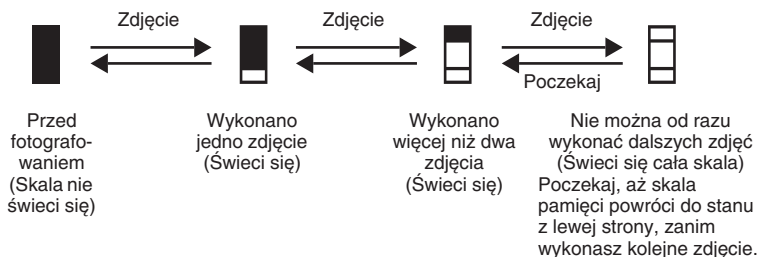 Zdjęcie
Zdjęcie
Zdjęcie
Poczekaj
Przed
fotografo-
waniem
(Skala nie
świeci się)
Wykonano
jedno zdjęcie
(Świeci się)
Wykonano
więcej niż dwa
zdjęcia
(Świeci się)
Nie można od razu
wykonać dalszych zdjęć
(Świeci się cała skala)
Poczekaj, aż skala
pamięci powróci do stanu
z lewej strony, zanim
wykonasz kolejne zdjęcie.